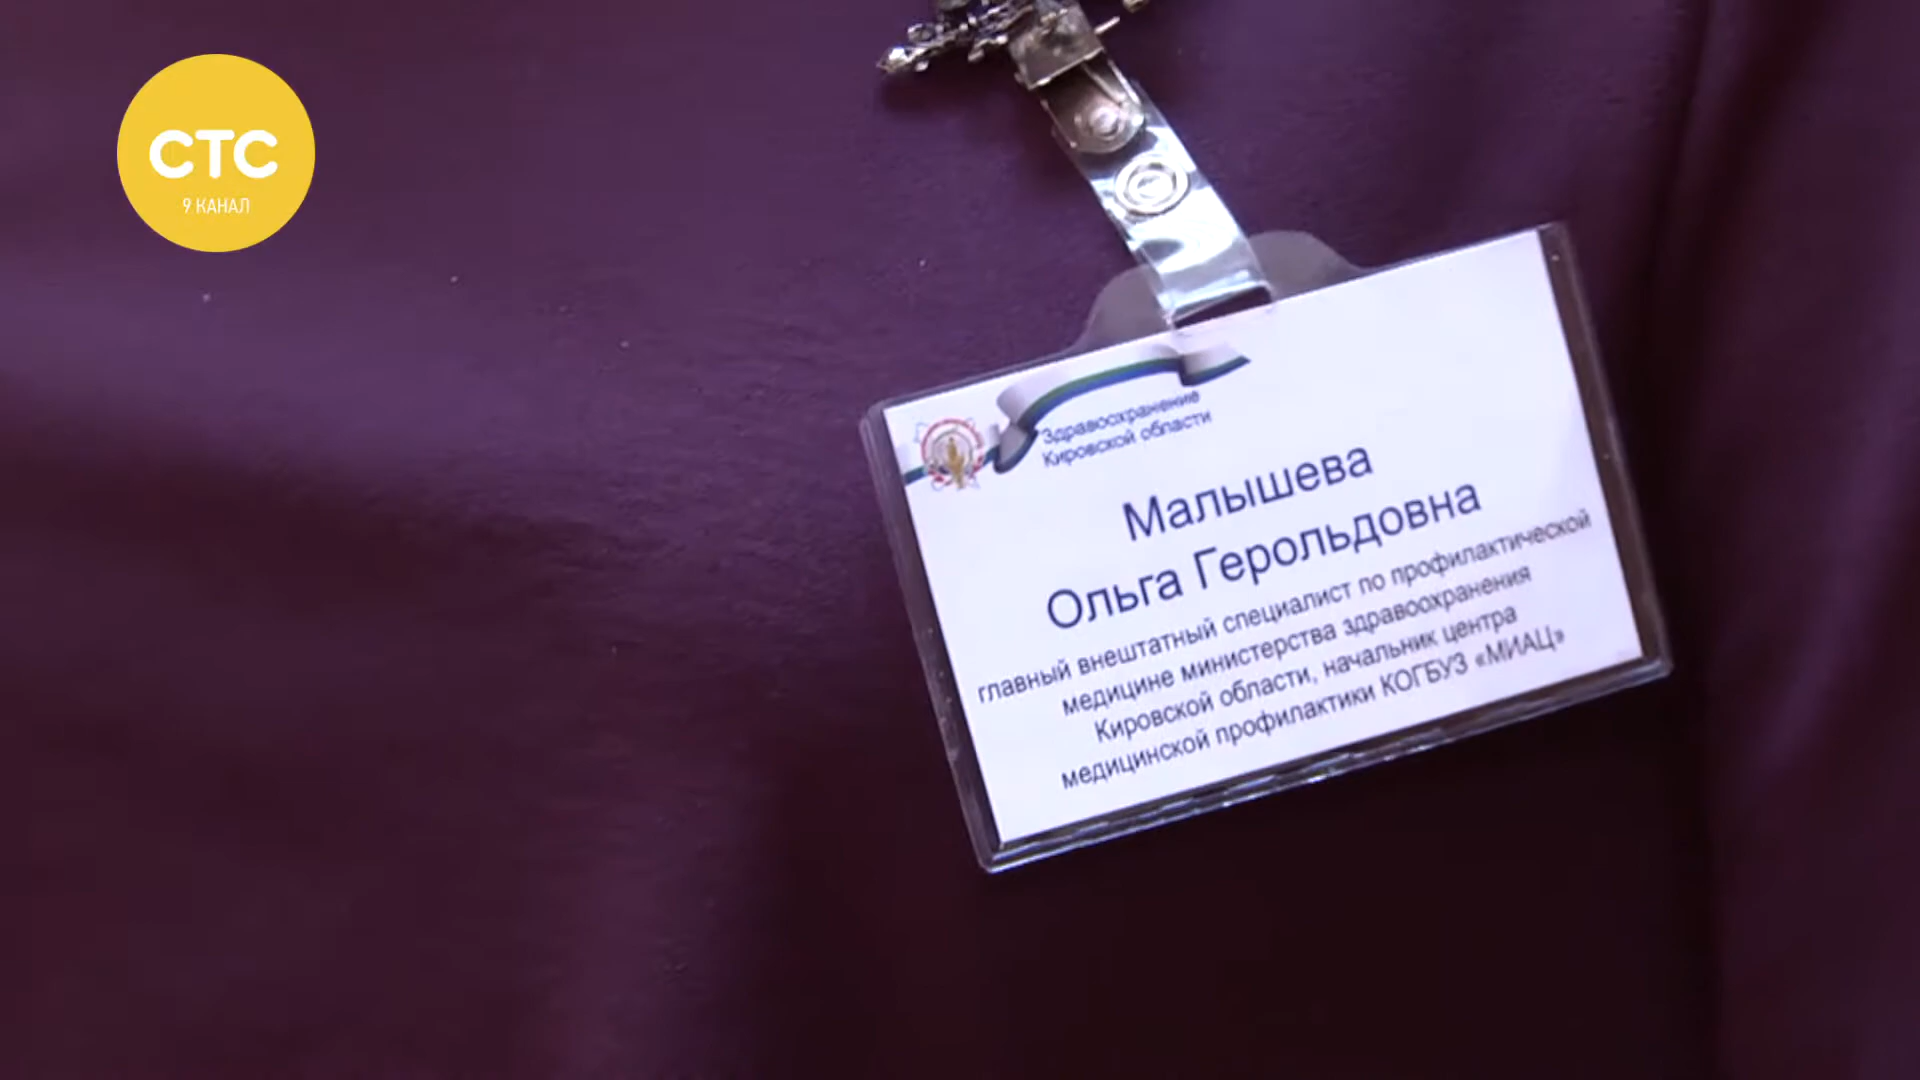 СТС
9 КАНАЛ
Здравоохранение
Кировской области
Малышева
Ольга Герольдовна
главный внештатный специалист по профилактической
медицине министерства здравоохранения
Кировской области, начальник центра
медицинской профилактики КОГБУЗ «МИАЦ»